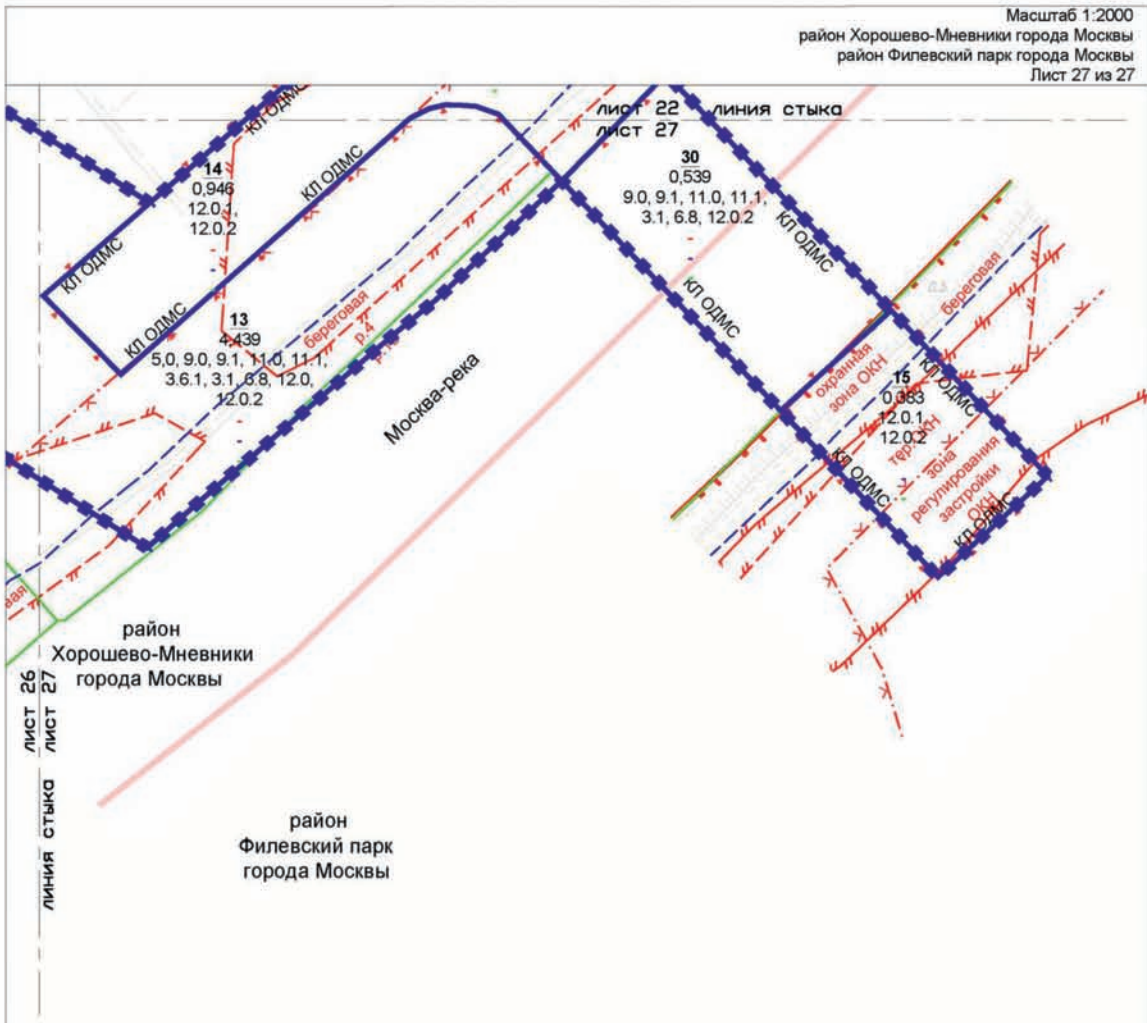 Масштаб 1:2000
район Хорошево-Мневники города Москвы
район Филевский парк города Москвы
Лист 27 из 27
лист 22 линия стыка
лист 27
КЛ ОДМС
14
0,946
12.0.1,
12.0.2
КЛ ОДМС
КЛ ОДМС
КЛ ОДМС
13
4,439
5.0, 9.0, 9.1, 11.0, 11.1,
3.6.1, 3.1, 6.8, 12.0,
12.0.2
береговая
р.4
Москва-река
30
0,539
9.0, 9.1, 11.0, 11.1,
3.1, 6.8, 12.0.2
КЛ ОДМС
КЛ ОДМС
береговая
охранная
зона ОКН
КЛ ОДМС
15
0,383
12.0.1,
12.0.2
тер. ОКН
зона
регулирования
застройки
ОКН
КЛ ОДМС
КЛ ОДМС
вая
район
Хорошево-Мневники
города Москвы
лист 26
лист 27
линия стыка
район
Филевский парк
города Москвы